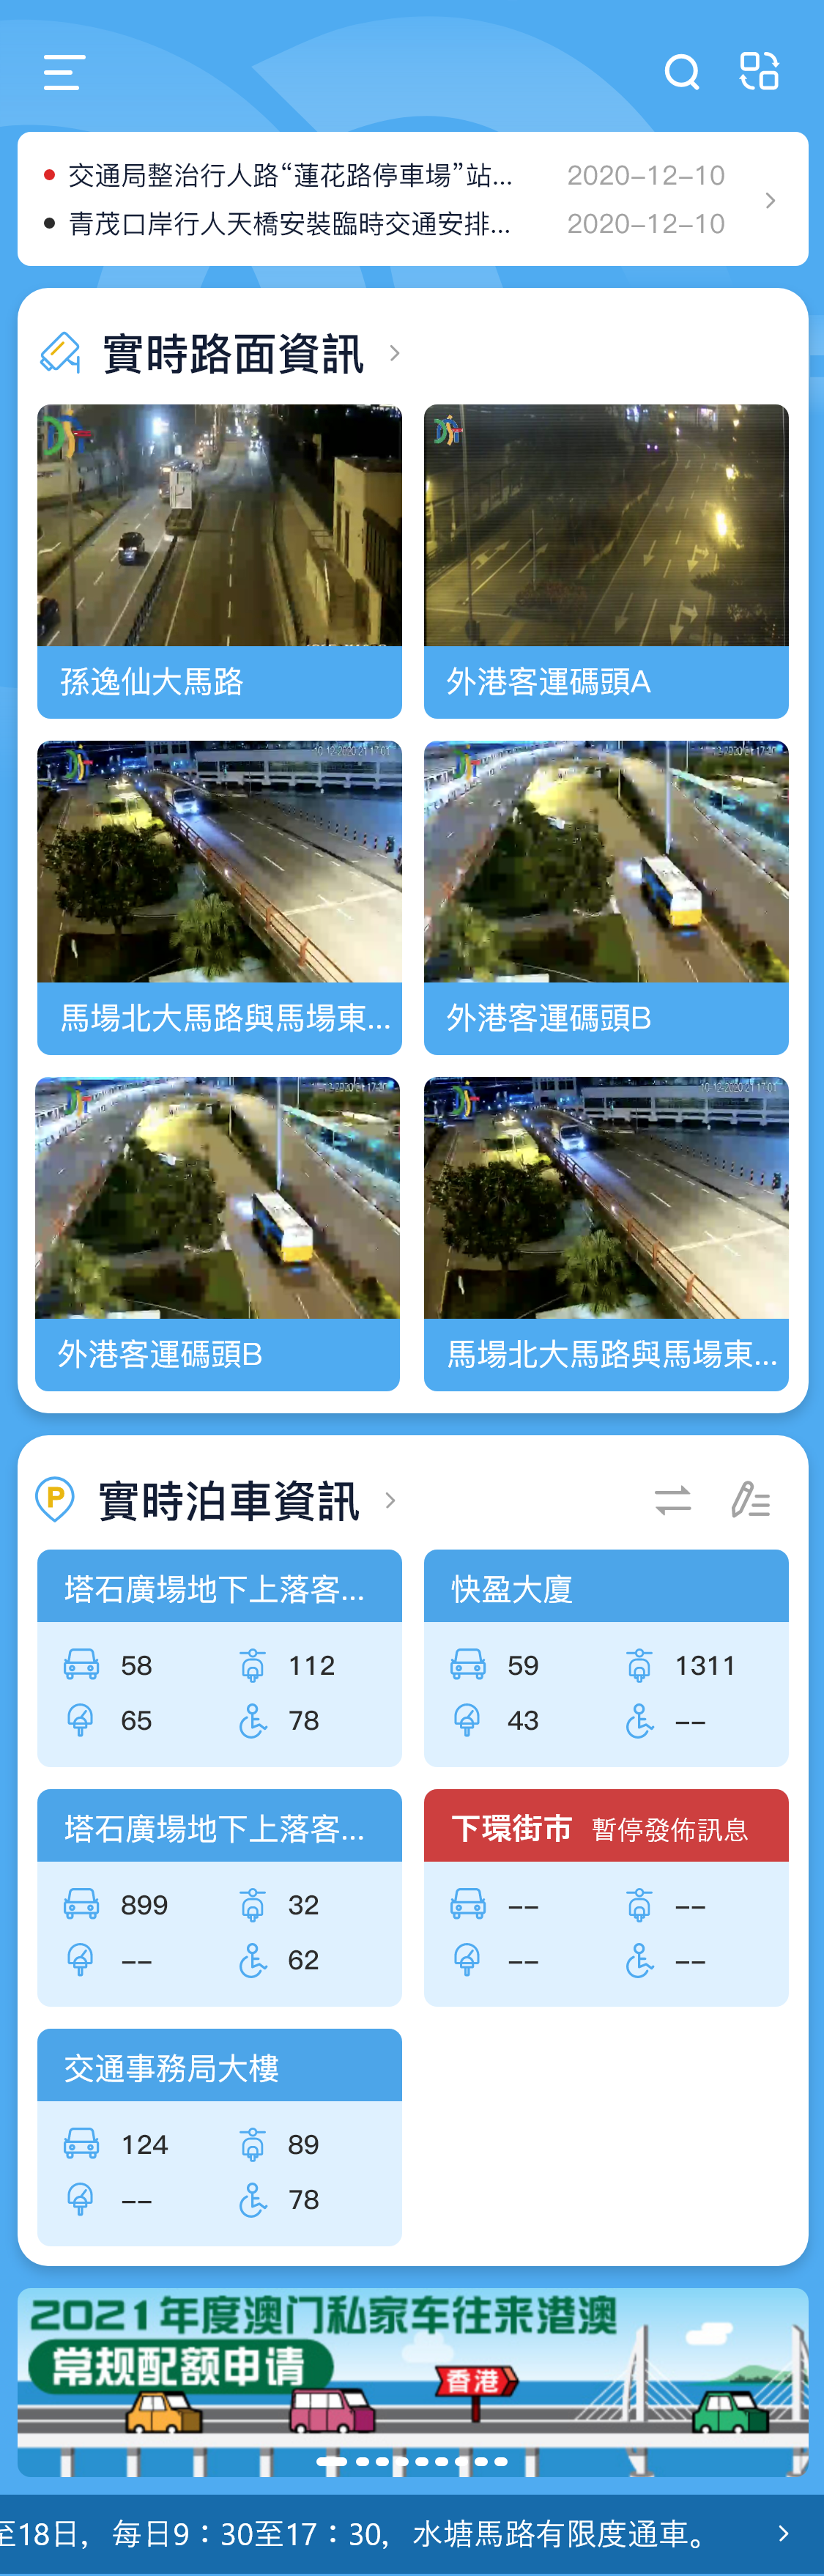 交通局整治行人路“蓮花路停車場”站... 2020-12-10
青茂口岸行人天橋安裝臨時交通安排... 2020-12-10
實時路面資訊
孫逸仙大馬路
外港客運碼頭A
馬場北大馬路與馬場東...
外港客運碼頭B
外港客運碼頭B
馬場北大馬路與馬場東...
P 實時泊車資訊
塔石廣場地下上落客...
58 112
65 78
快盈大廈
59 1311
43 --
塔石廣場地下上落客...
899 32
-- 62
下環街市 暫停發佈訊息
-- --
-- --
交通事務局大樓
124 89
-- 78
2021年度澳门私家车往来港澳
常规配额申请
香港
至18日，每日9：30至17：30，水塘馬路有限度通車。